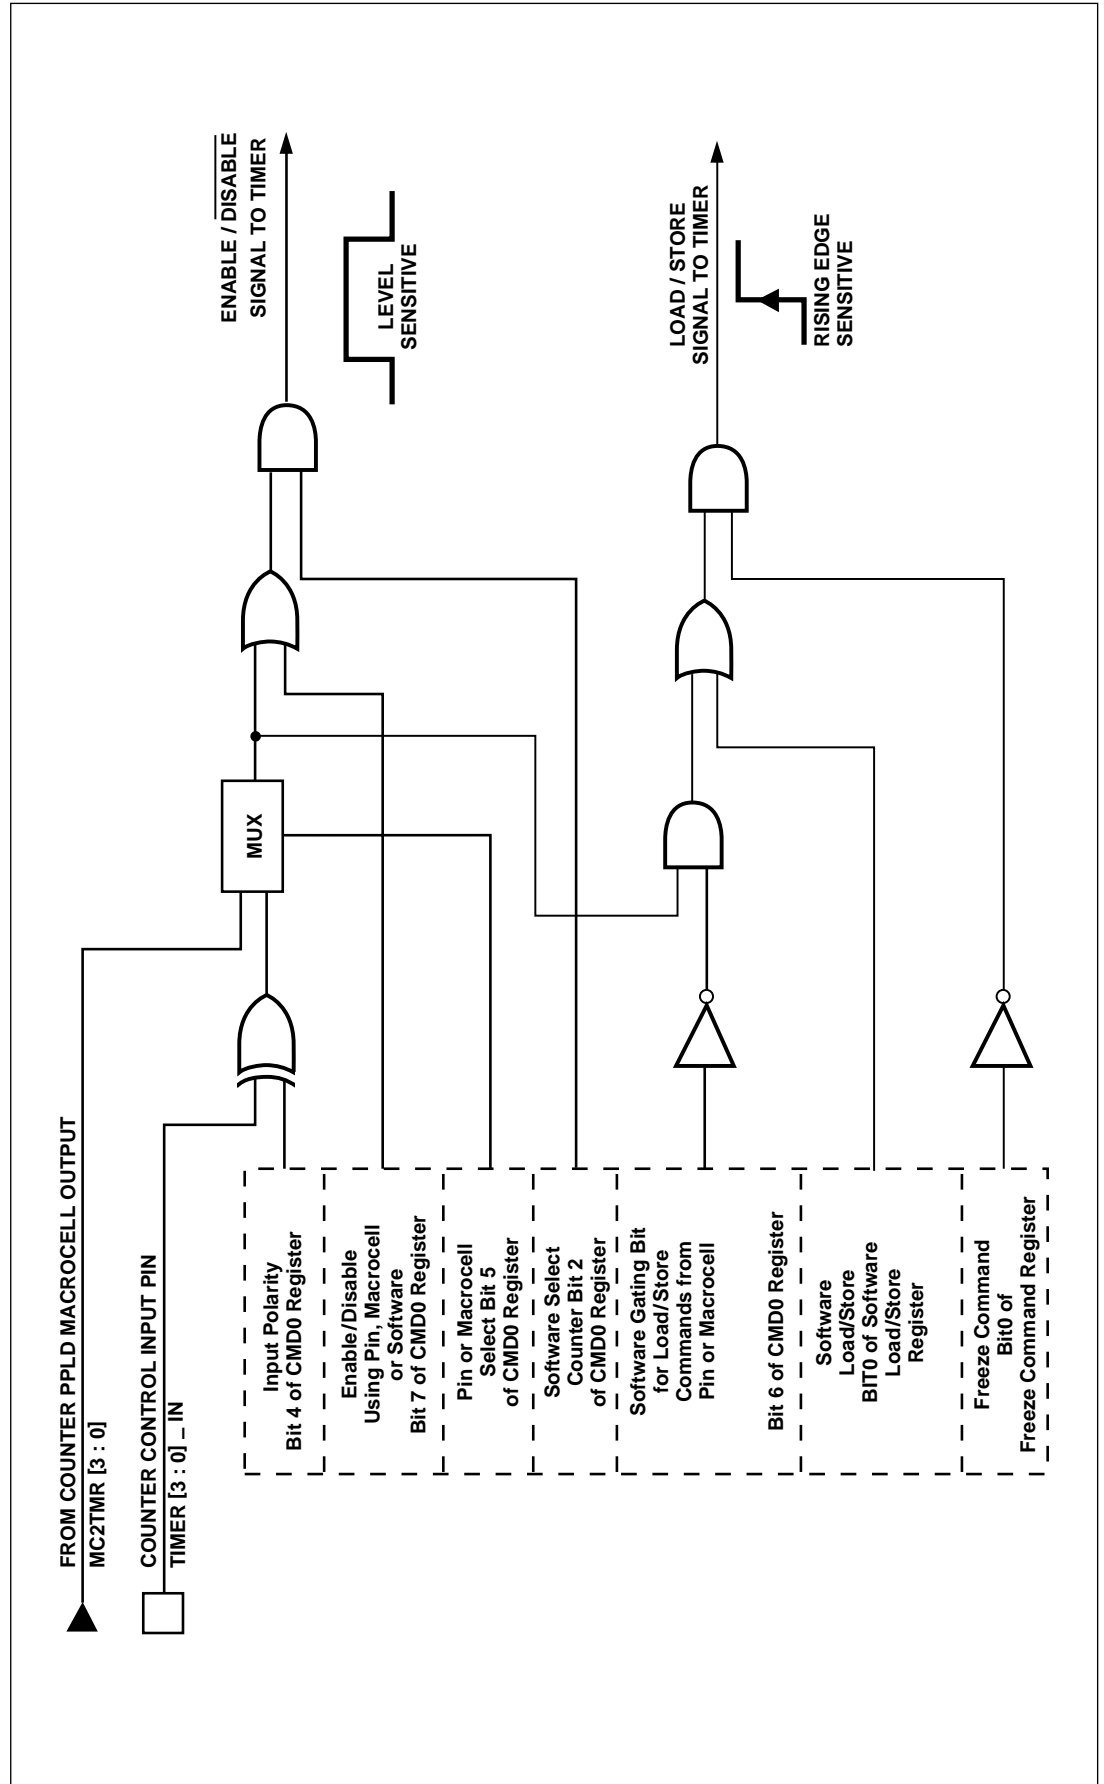 FROM COUNTER PPLD MACROCELL OUTPUT
MC2TMR [3 : 0]
COUNTER CONTROL INPUT PIN
TIMER [3 : 0] _ IN
Input Polarity
Bit 4 of CMD0 Register
Enable/Disable
Using Pin, Macrocell
or Software
Bit 7 of CMD0 Register
Pin or Macrocell
Select Bit 5
of CMD0 Register
Software Select
Counter Bit 2
of CMD0 Register
Software Gating Bit
for Load/Store
Commands from
Pin or Macrocell
Bit 6 of CMD0 Register
Software
Load/Store
BIT0 of Software
Load/Store
Register
Freeze Command
Bit0 of
Freeze Command Register
MUX
ENABLE / DISABLE
SIGNAL TO TIMER
LEVEL
SENSITIVE
LOAD / STORE
SIGNAL TO TIMER
RISING EDGE
SENSITIVE